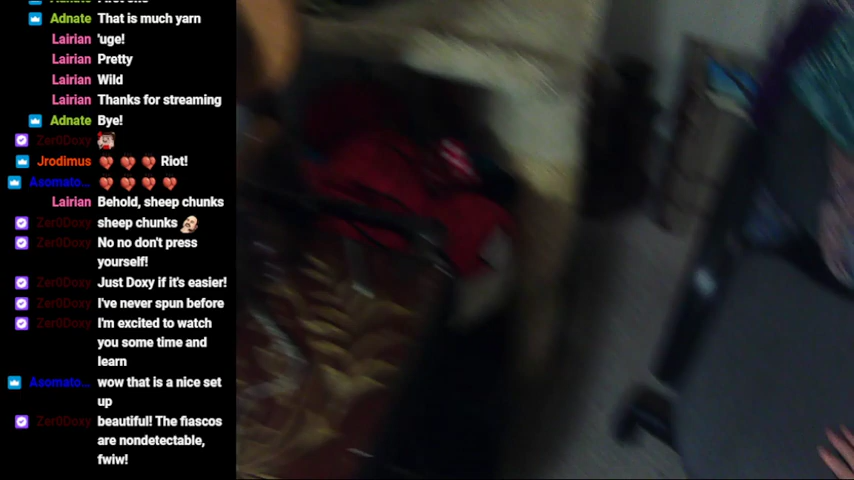 Adnate That is much yarn
Lairian 'uge!
Lairian Pretty
Lairian Wild
Lairian Thanks for streaming
Adnate Bye!
Zer0Doxy
Jrodimus Riot!
Asomato...
Lairian Behold, sheep chunks
Zer0Doxy sheep chunks
Zer0Doxy No no don't press
yourself!
Zer0Doxy Just Doxy if it's easier!
Zer0Doxy I've never spun before
Zer0Doxy I'm excited to watch
you some time and
learn
Asomato... wow that is a nice set
up
Zer0Doxy beautiful! The fiascos
are nondetectable,
fwiw!